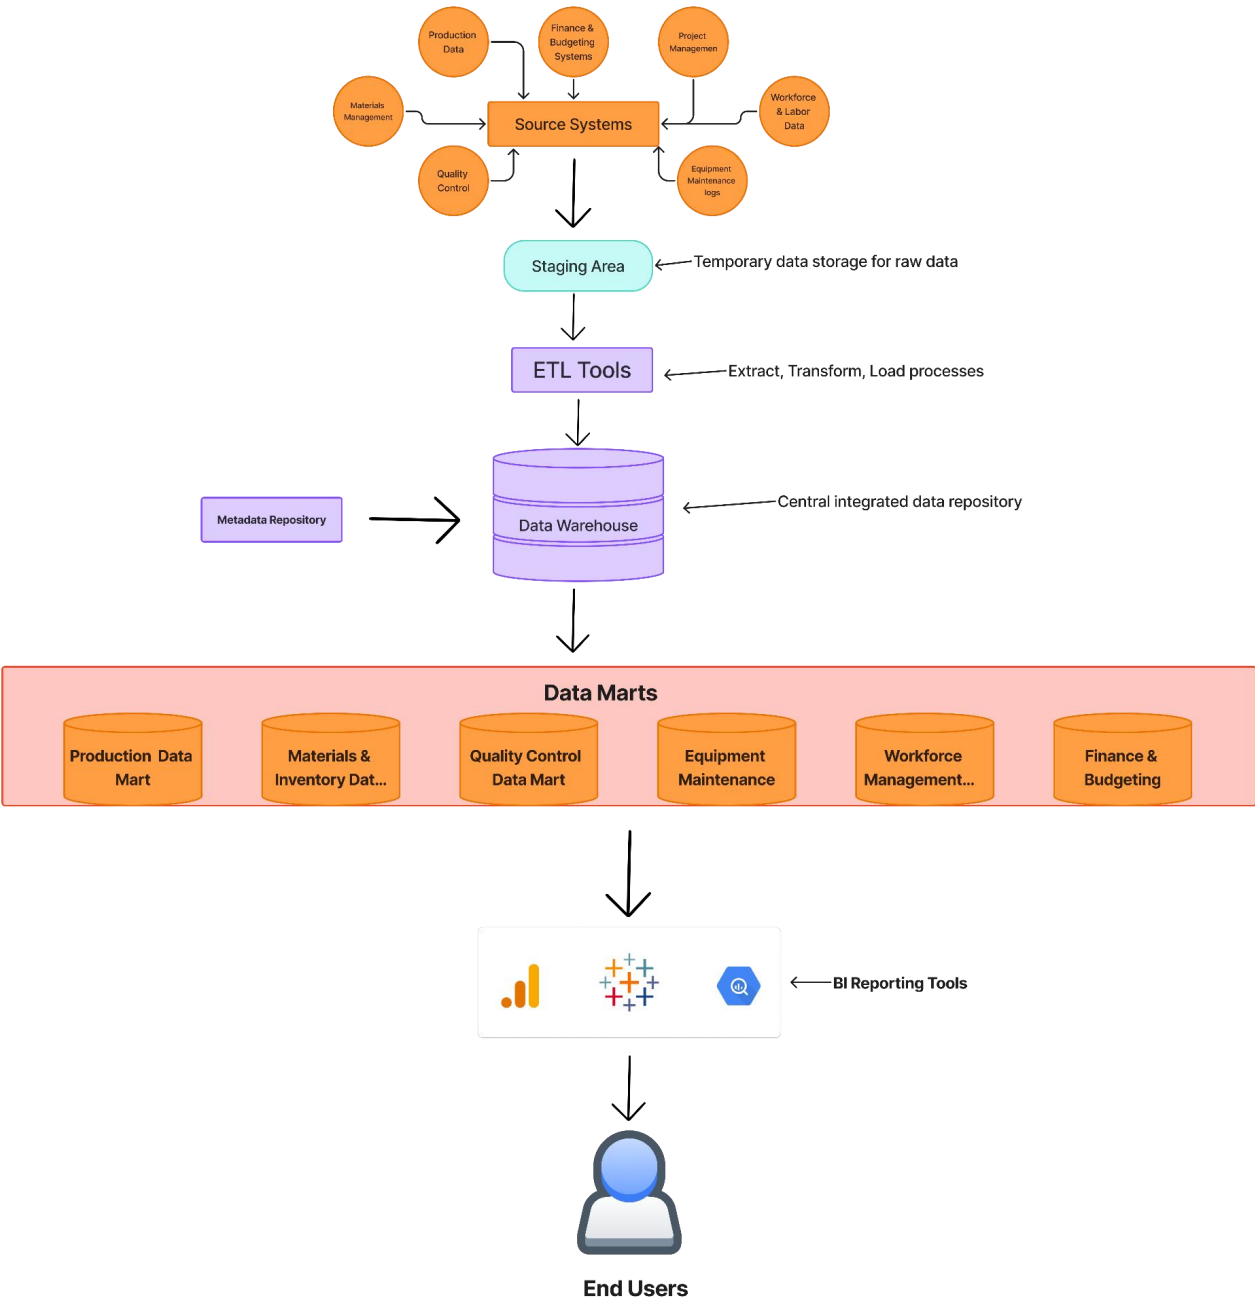 Production
Data
Finance &
Budgeting
Systems
Project
Managemen
Materials
Management
Workforce
& Labor
Data
Source Systems
Quality
Control
Equipment
Maintenance
logs
Staging Area
Temporary data storage for raw data
ETL Tools
Extract, Transform, Load processes
Metadata Repository
Data Warehouse
Central integrated data repository
Data Marts
Production Data
Mart
Materials &
Inventory Dat...
Quality Control
Data Mart
Equipment
Maintenance
Workforce
Management...
Finance &
Budgeting
BI Reporting Tools
End Users